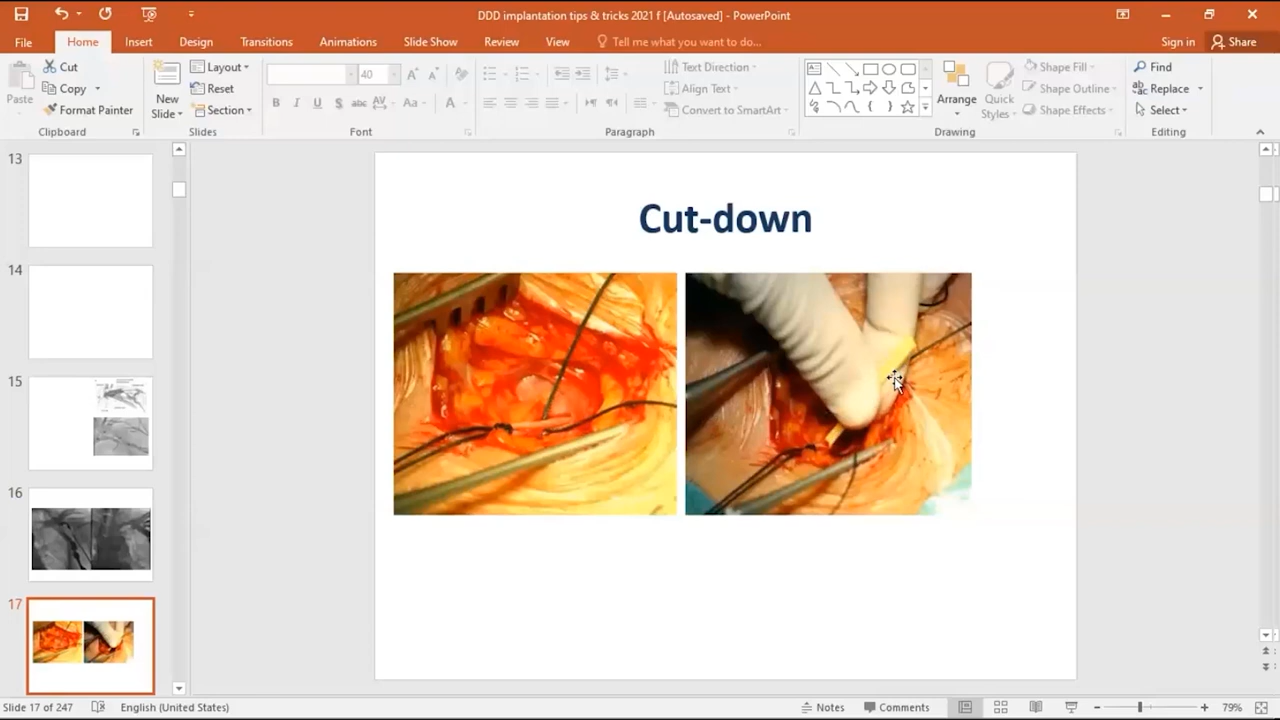 DDD implantation tips & tricks 2021 f [Autosaved] - PowerPoint
File Home Insert Design Transitions Animations Slide Show Review View Tell me what you want to do... Sign in Share
Paste
Cut
Copy
Format Painter
Clipboard
New Slide
Layout
Reset
Section
Slides
40
B I U S abc AV Aa A
Font
Paragraph
Text Direction
Align Text
Convert to SmartArt
Arrange
Quick Styles
Shape Fill
Shape Outline
Shape Effects
Drawing
Find
Replace
Select
Editing
13
14
15
16
17
Cut-down
Slide 17 of 247 English (United States) Notes Comments 79%